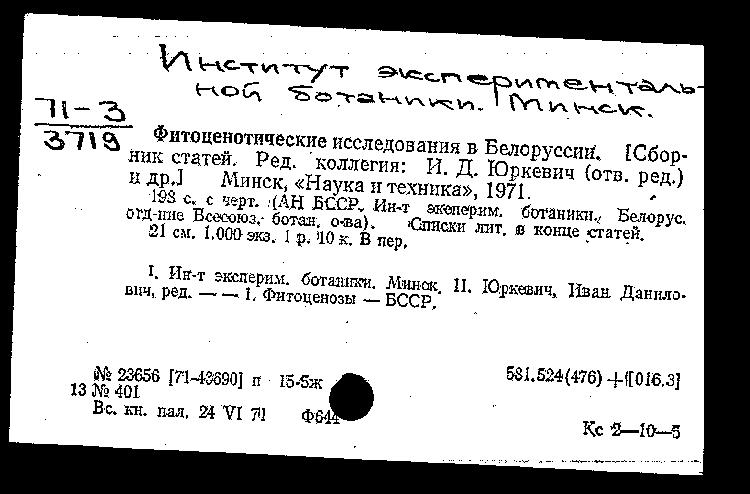 Институт эксперименталь-
ной ботаники. Минск.
71-3
3719
Фитоценотические исследования в Белоруссии. [Сбор-
ник статей. Ред. коллегия: И. Д. Юркевич (отв. ред.)
и др.] Минск, «Наука и техника», 1971.
193 с. с черт. (АН БССР. Ин-т эксперим. ботаники. Белорус.
отд-ние Всесоюз. ботан. о-ва). Списки лит. в конце статей.
21 см. 1.000 экз. 1 р. 10 к. В пер.
I. Ин-т эксперим. ботаники. Минск. II. Юркевич, Иван Данило-
вич, ред. — — 1. Фитоценозы — БССР.
№ 23656 [71-43690] п 15-5ж
581.524(476)+[016.3]
13 № 401
Вс. кн. пал. 24 VI 71 Ф644
Кс 2—10—5